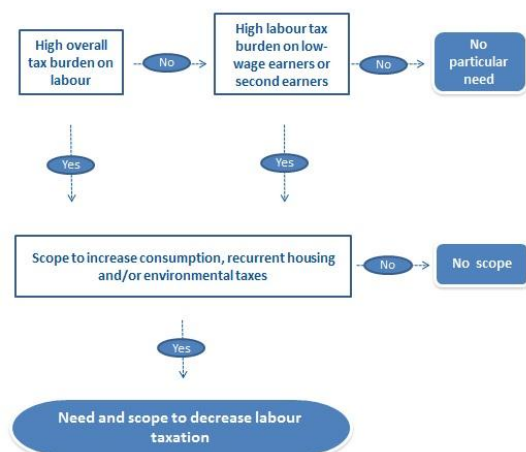 High overall
tax burden on
labour
No
High labour tax
burden on low-
wage earners or
second earners
No
No
particular
need
Yes
Yes
Scope to increase consumption, recurrent housing
and/or environmental taxes
No
No scope
Yes
Need and scope to decrease labour
taxation